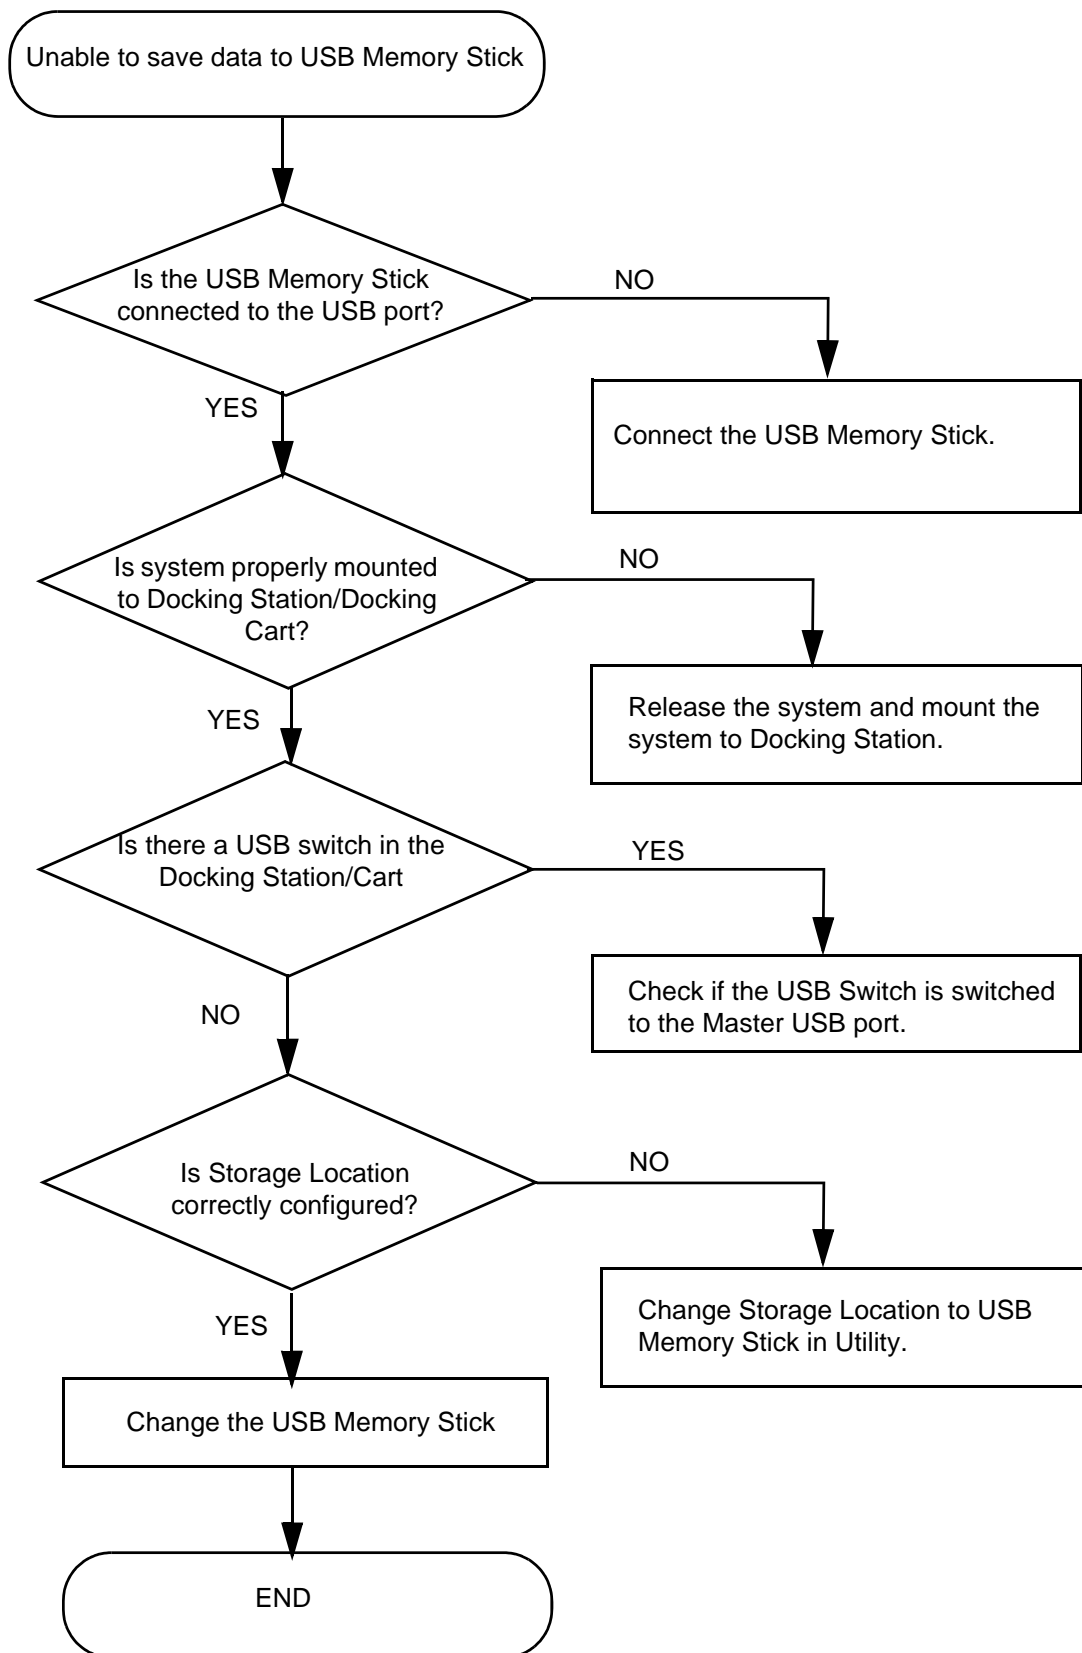 Unable to save data to USB Memory Stick
Is the USB Memory Stick
connected to the USB port?
NO
YES
Connect the USB Memory Stick.
Is system properly mounted
to Docking Station/Docking
Cart?
NO
YES
Release the system and mount the
system to Docking Station.
Is there a USB switch in the
Docking Station/Cart
YES
NO
Check if the USB Switch is switched
to the Master USB port.
Is Storage Location
correctly configured?
NO
YES
Change Storage Location to USB
Memory Stick in Utility.
Change the USB Memory Stick
END